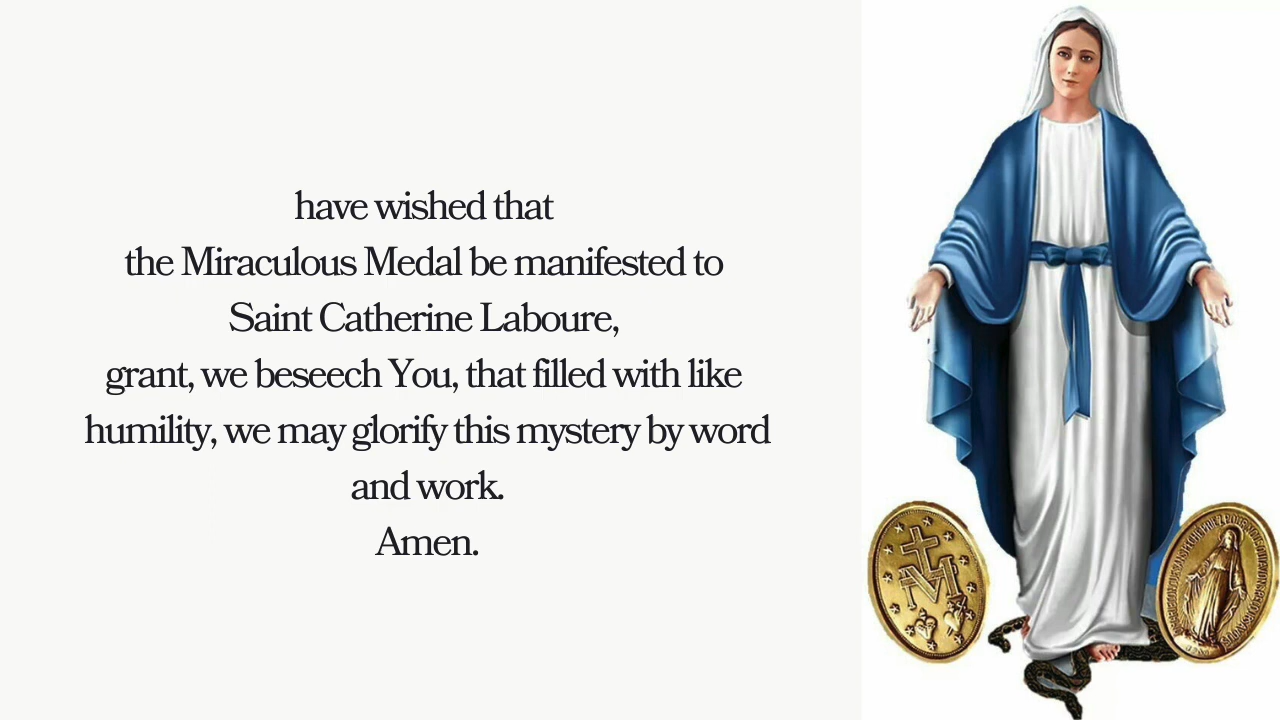 have wished that
the Miraculous Medal be manifested to
Saint Catherine Laboure,
grant, we beseech You, that filled with like
humility, we may glorify this mystery by word
and work.
Amen.
M